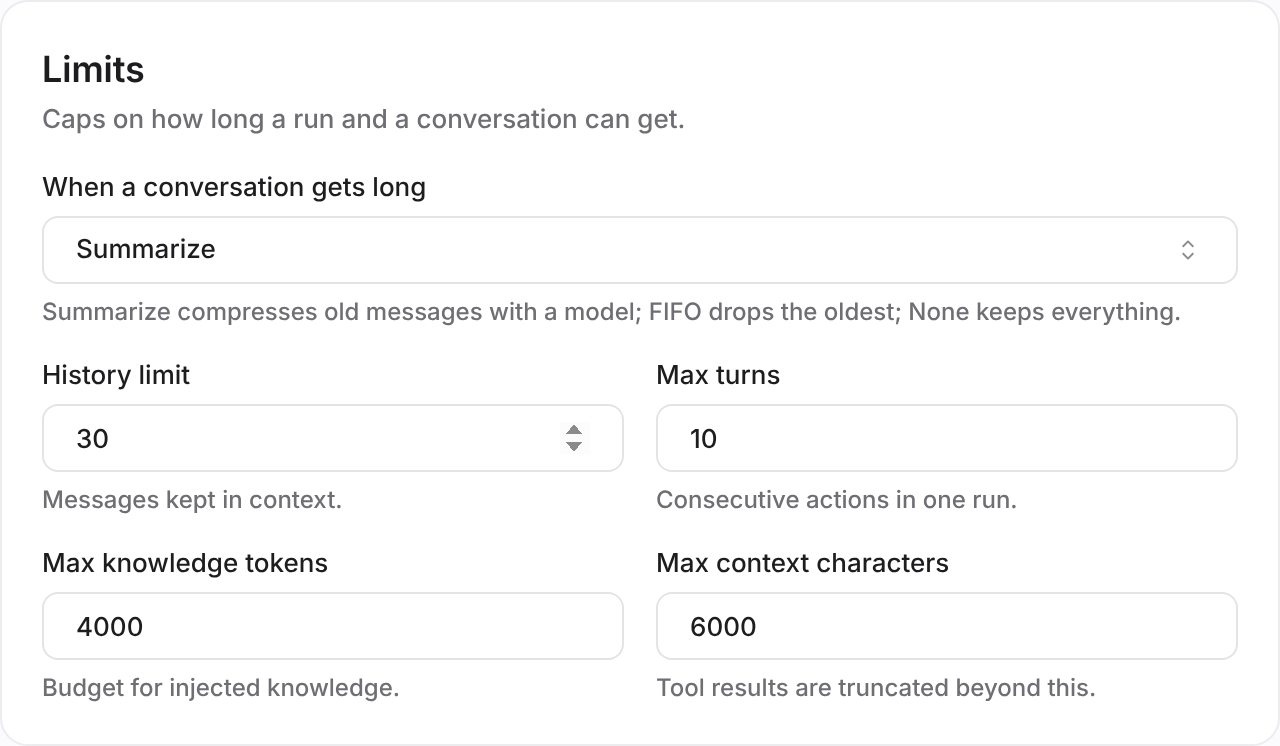 Limits
Caps on how long a run and a conversation can get.
When a conversation gets long
Summarize
Summarize compresses old messages with a model; FIFO drops the oldest; None keeps everything.
History limit
Max turns
30
10
Messages kept in context.
Consecutive actions in one run.
Max knowledge tokens
Max context characters
4000
6000
Budget for injected knowledge.
Tool results are truncated beyond this.